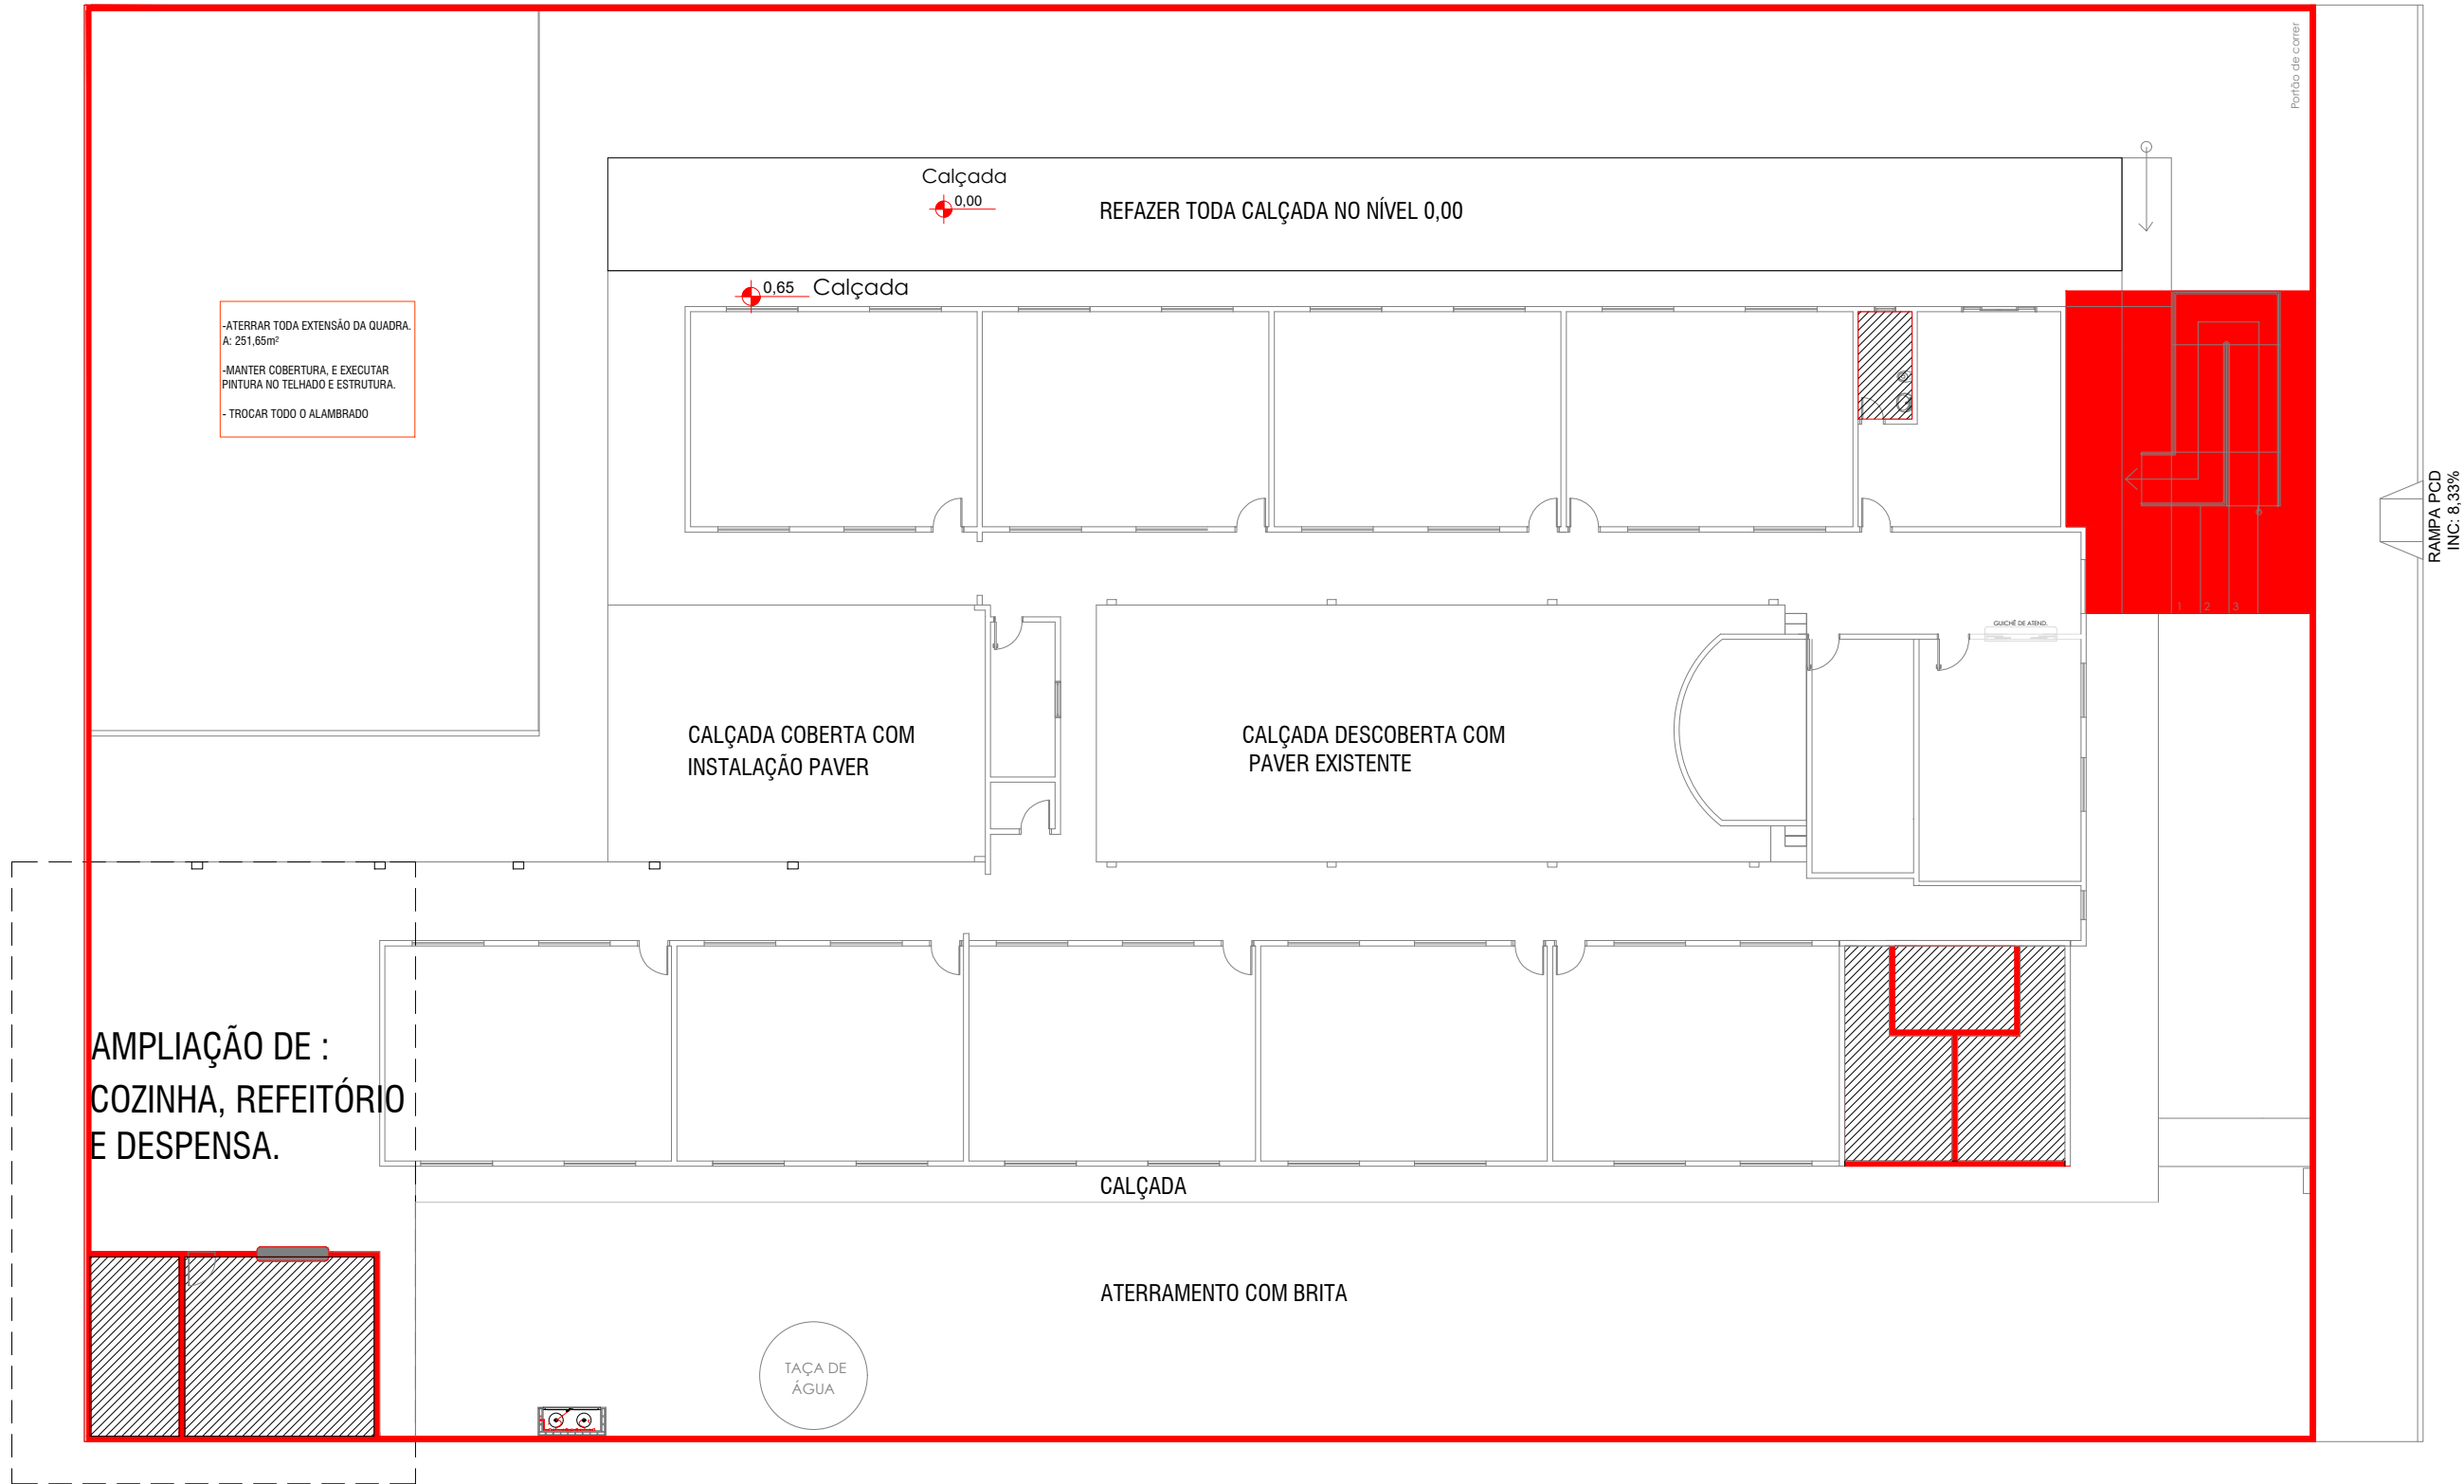 Portão de correr
Calçada
0,00
REFAZER TODA CALÇADA NO NÍVEL 0,00
0,65 Calçada
-ATERRAR TODA EXTENSÃO DA QUADRA.
A: 251,65m²
-MANTER COBERTURA, E EXECUTAR
PINTURA NO TELHADO E ESTRUTURA.
- TROCAR TODO O ALAMBRADO
RAMPA PCD
INC: 8,33%
1 2 3
GUICHÊ DE ATEND.
CALÇADA COBERTA COM
INSTALAÇÃO PAVER
CALÇADA DESCOBERTA COM
PAVER EXISTENTE
AMPLIAÇÃO DE :
COZINHA, REFEITÓRIO
E DESPENSA.
CALÇADA
ATERRAMENTO COM BRITA
TAÇA DE
ÁGUA